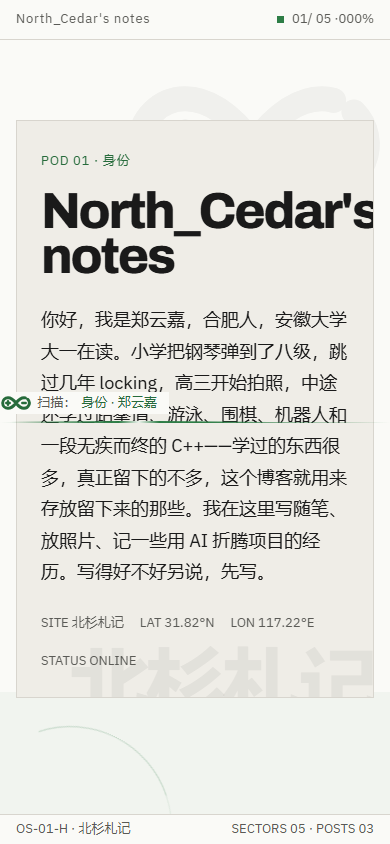 North_Cedar's notes
01/ 05 ·000%
POD 01 · 身份
North_Cedar's
notes
你好，我是郑云嘉，合肥人，安徽大学
大一在读。小学把钢琴弹到了八级，跳
过几年 locking，高三开始拍照，中途
扫描： 身份 · 郑云嘉
游泳、围棋、机器人和
一段无疾而终的 C++——学过的东西很
多，真正留下的不多，这个博客就用来
存放留下来的那些。我在这里写随笔、
放照片、记一些用 AI 折腾项目的经
历。写得好不好另说，先写。
SITE 北杉札记 LAT 31.82°N LON 117.22°E
STATUS ONLINE
北杉札记
OS-01-H · 北杉札记
SECTORS 05 · POSTS 03